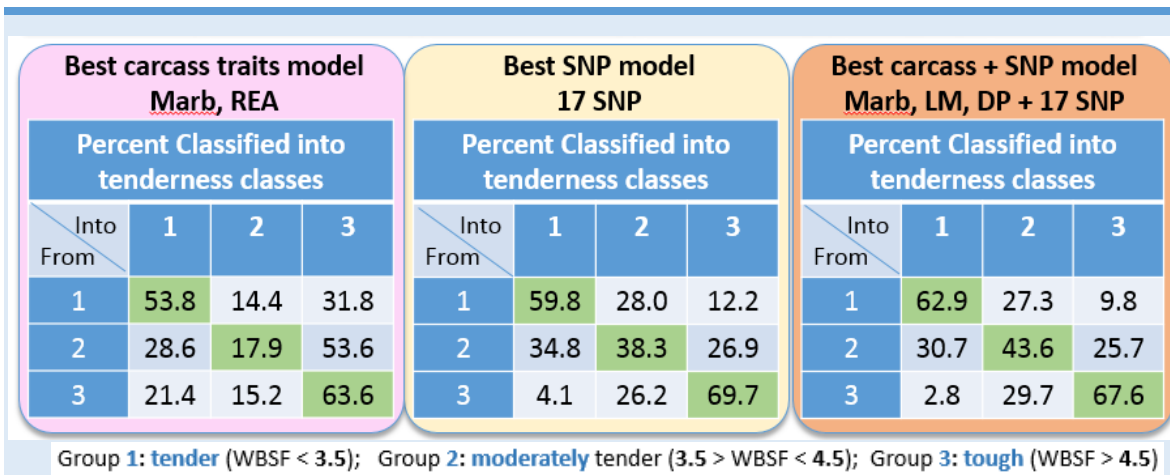 Best carcass traits model
Marb, REA
Percent Classified into
tenderness classes
Into
From
1 2 3
1 53.8 14.4 31.8
2 28.6 17.9 53.6
3 21.4 15.2 63.6
Best SNP model
17 SNP
Percent Classified into
tenderness classes
Into
From
1 2 3
1 59.8 28.0 12.2
2 34.8 38.3 26.9
3 4.1 26.2 69.7
Best carcass + SNP model
Marb, LM, DP + 17 SNP
Percent Classified into
tenderness classes
Into
From
1 2 3
1 62.9 27.3 9.8
2 30.7 43.6 25.7
3 2.8 29.7 67.6
Group 1: tender (WBSF < 3.5); Group 2: moderately tender (3.5 > WBSF < 4.5); Group 3: tough (WBSF > 4.5)